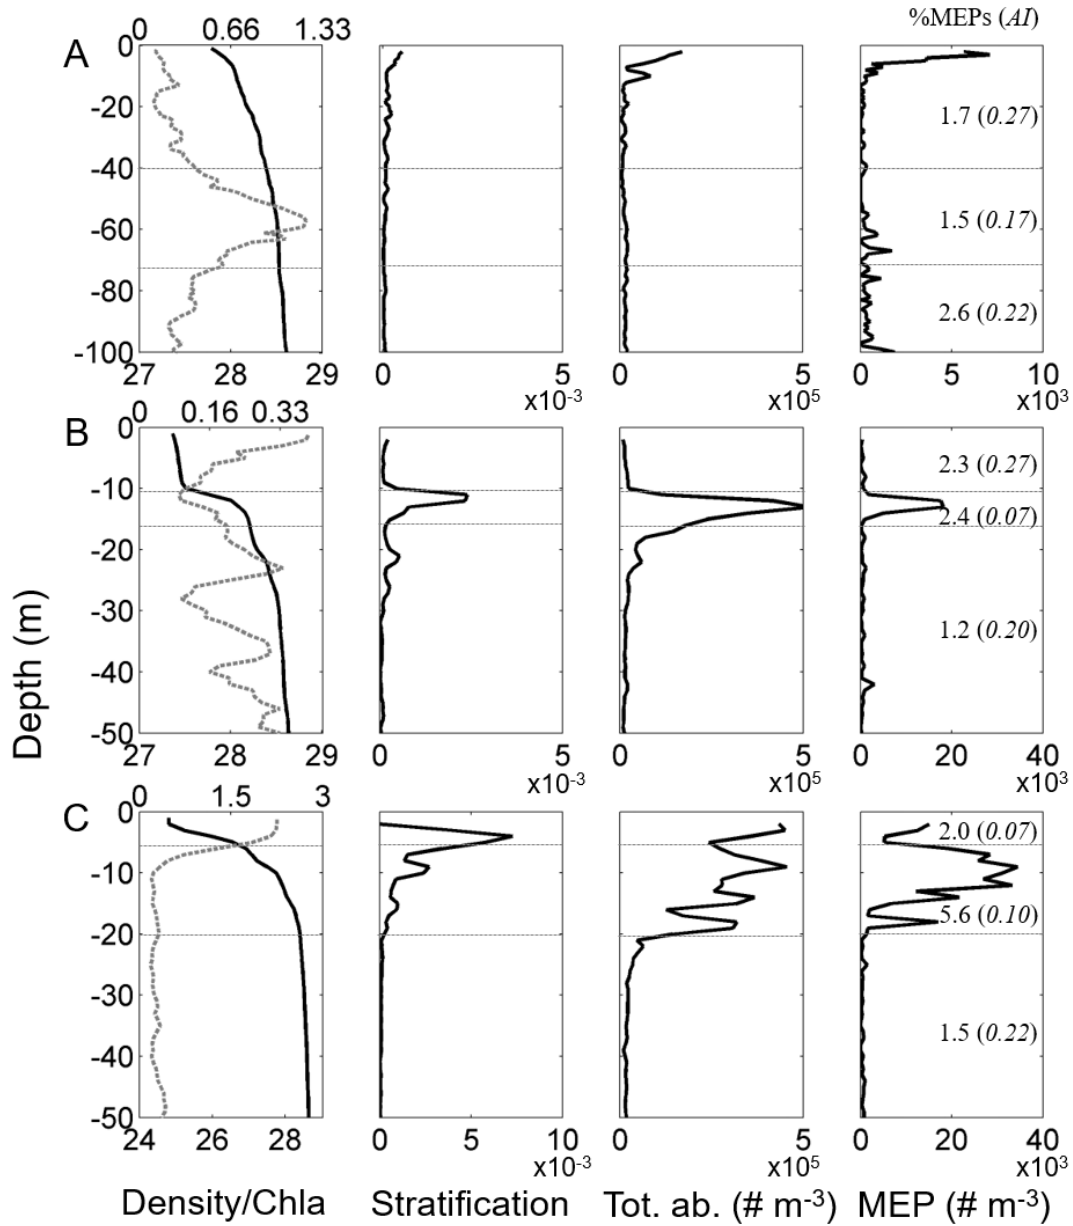 0 0.66 1.33 %MEPs (AI)
A 0
-20 1.7 (0.27)
-40
-60 1.5 (0.17)
-80 2.6 (0.22)
-100
27 28 29 0 5 0 5 0 5 10
x10-3 x105 x103
0 0.16 0.33
B 0
2.3 (0.27)
-10
2.4 (0.07)
-20
-30 1.2 (0.20)
-40
-50
27 28 29 0 5 0 5 0 20 40
x10-3 x105 x103
0 1.5 3
C 0
2.0 (0.07)
-10
5.6 (0.10)
-20
-30
1.5 (0.22)
-40
-50
24 26 28 0 5 10 0 5 0 20 40
x10-3 x105 x103
Depth (m)
Density/Chla Stratification Tot. ab. (# m-3) MEP (# m-3)